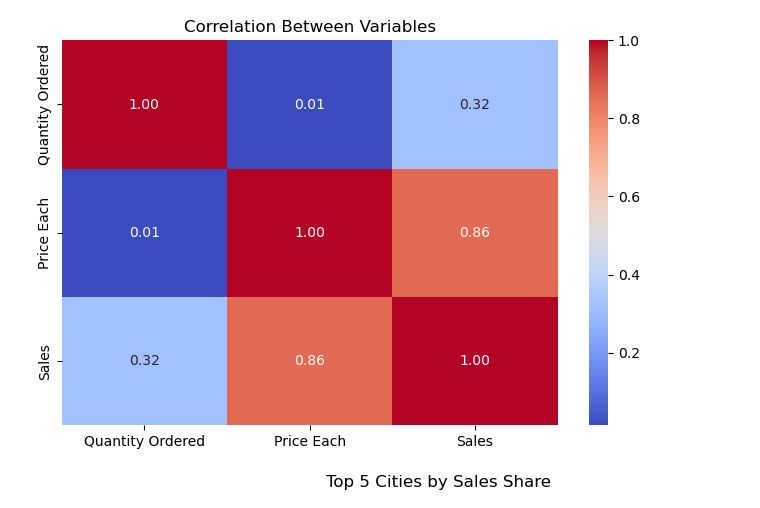 Correlation Between Variables
Quantity Ordered
1.00
0.01
0.32
Price Each
0.01
1.00
0.86
Sales
0.32
0.86
1.00
Quantity Ordered
Price Each
Sales
1.0
0.8
0.6
0.4
0.2
Top 5 Cities by Sales Share